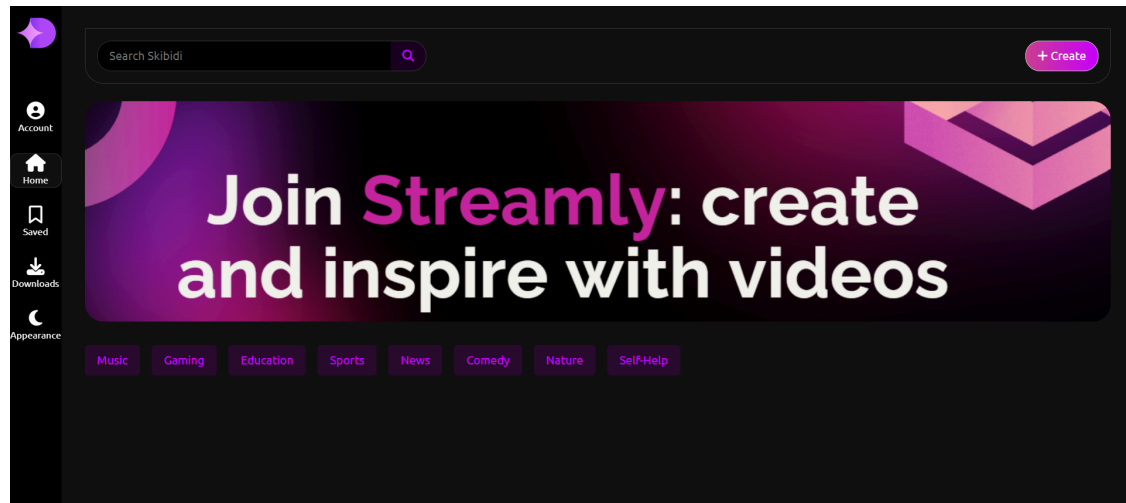 Search Skibidi
+ Create
Account
Home
Saved
Downloads
Appearance
Join Streamly: create
and inspire with videos
Music Gaming Education Sports News Comedy Nature Self-Help